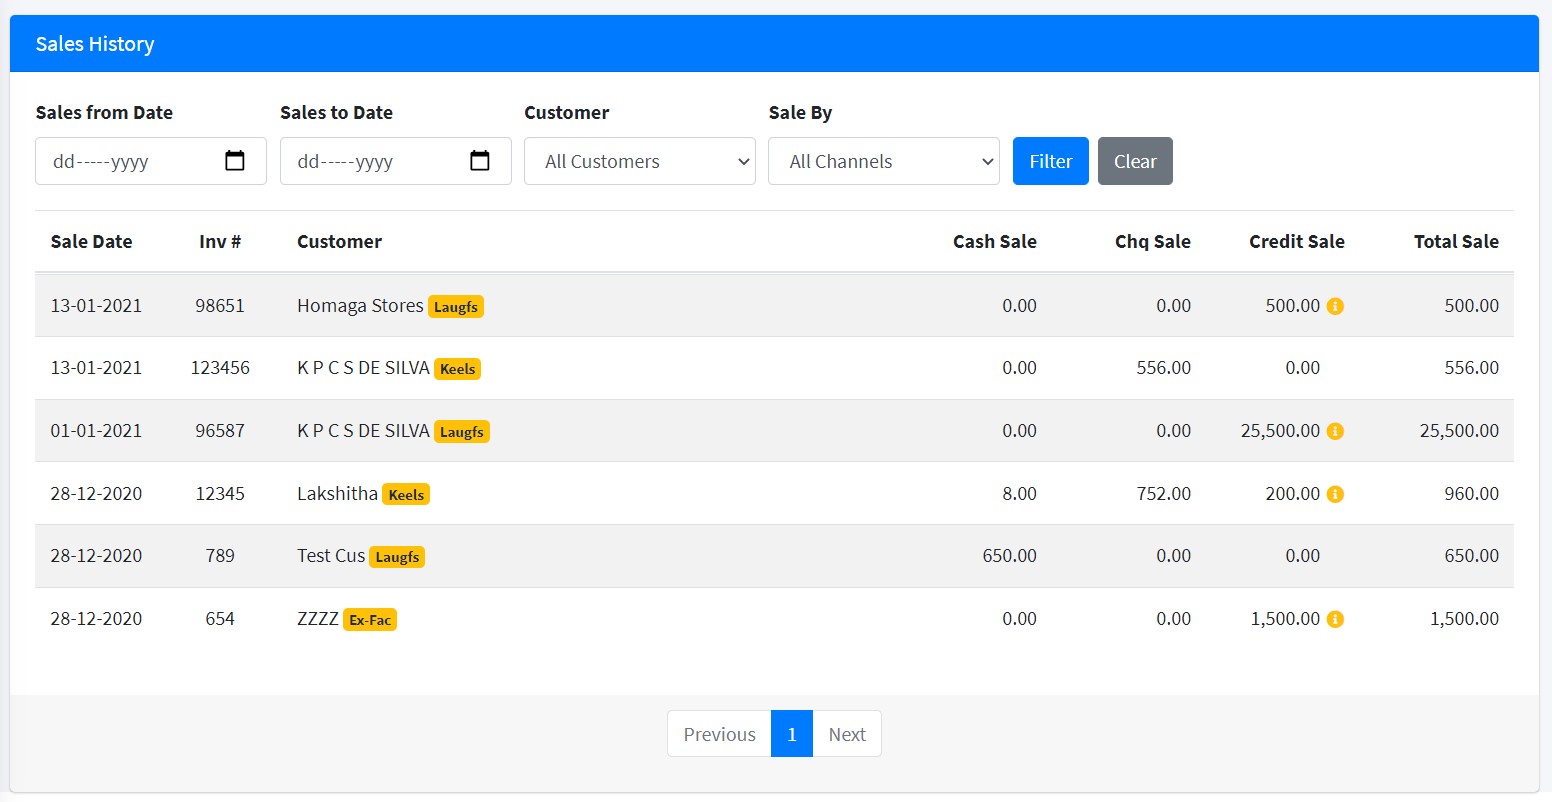 Sales History
Sales from Date Sales to Date Customer Sale By
dd-----yyyy dd-----yyyy All Customers All Channels Filter Clear
Sale Date Inv # Customer Cash Sale Chq Sale Credit Sale Total Sale
13-01-2021 98651 Homaga Stores Laugfs 0.00 0.00 500.00 500.00
13-01-2021 123456 K P C S DE SILVA Keels 0.00 556.00 0.00 556.00
01-01-2021 96587 K P C S DE SILVA Laugfs 0.00 0.00 25,500.00 25,500.00
28-12-2020 12345 Lakshitha Keels 8.00 752.00 200.00 960.00
28-12-2020 789 Test Cus Laugfs 650.00 0.00 0.00 650.00
28-12-2020 654 ZZZZ Ex-Fac 0.00 0.00 1,500.00 1,500.00
Previous 1 Next